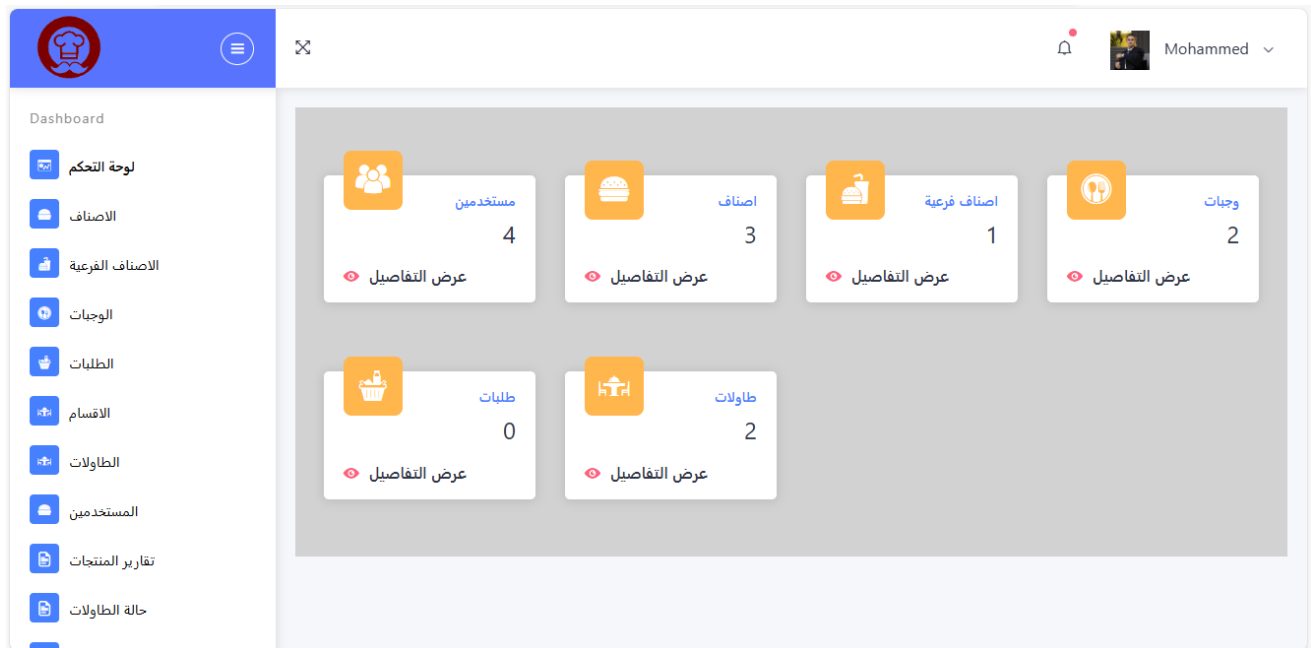 Mohammed
Dashboard
لوحة التحكم
الاصناف
الاصناف الفرعية
الوجبات
الطلبات
الاقسام
الطاولات
المستخدمين
تقارير المنتجات
حالة الطاولات
مستخدمين
4
عرض التفاصيل
اصناف
3
عرض التفاصيل
اصناف فرعية
1
عرض التفاصيل
وجبات
2
عرض التفاصيل
طلبات
0
عرض التفاصيل
طاولات
2
عرض التفاصيل